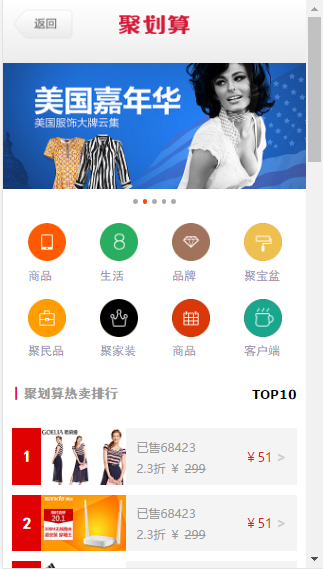 返回
聚划算
美国嘉年华
美国服饰大牌云集
商品 生活 品牌 聚宝盆
聚民品 聚家装 商品 客户端
聚划算热卖排行 TOP10
GOELIA
1
已售68423
2.3折 ￥ 299
￥51 >
20.1
2
已售68423
2.3折 ￥ 299
￥51 >